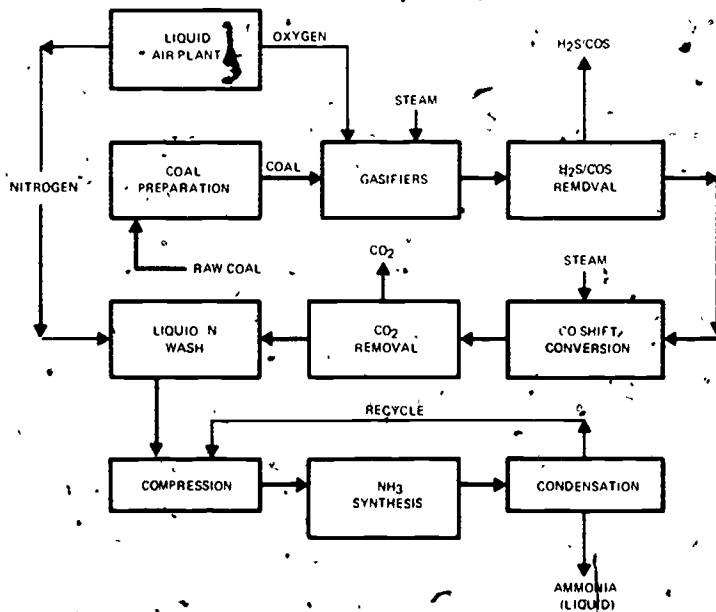 LIQUID
AIR PLANT
OXYGEN
H2S/COS
STEAM
NITROGEN
COAL
PREPARATION
COAL
GASIFIERS
H2S/COS
REMOVAL
RAW COAL
CO2
STEAM
LIQUID N
WASH
CO2
REMOVAL
CO SHIFT
CONVERSION
RECYCLE
COMPRESSION
NH3
SYNTHESIS
CONDENSATION
AMMONIA
(LIQUID)